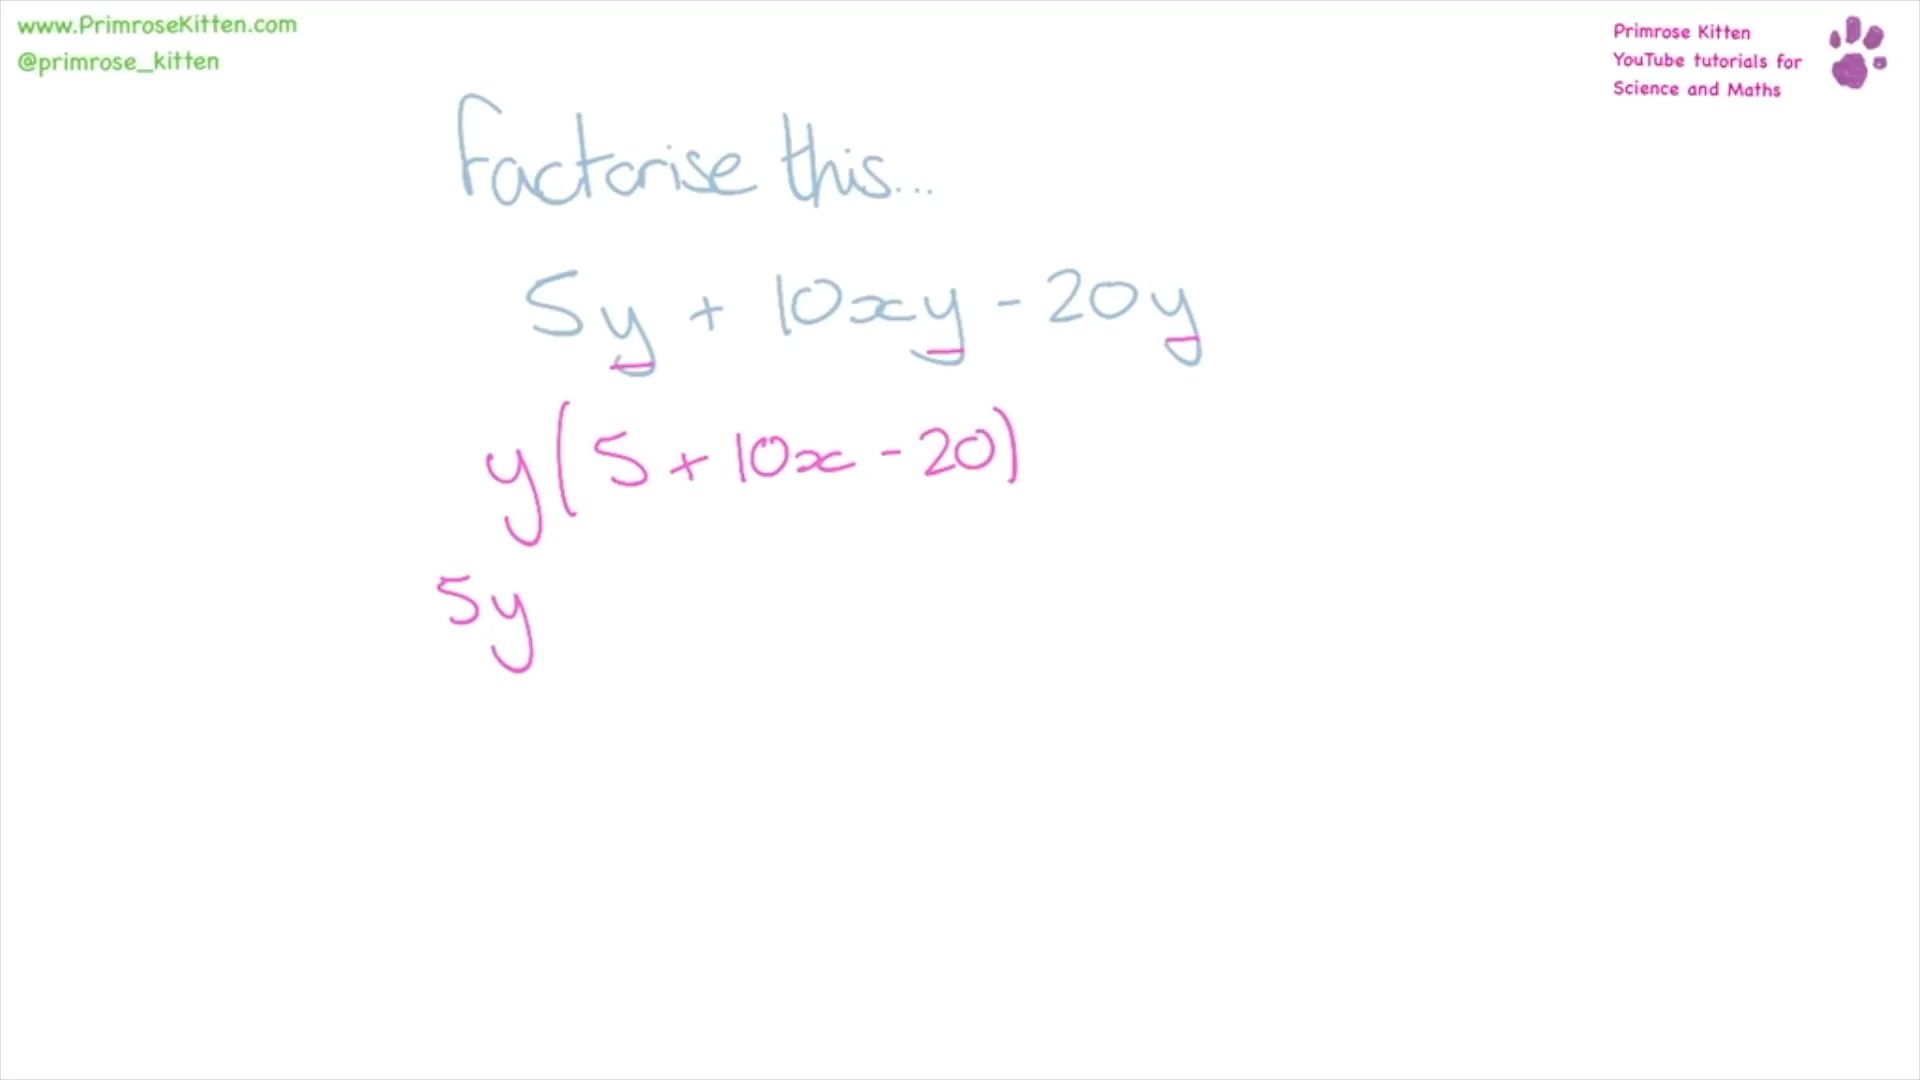 www.PrimroseKitten.com
@primrose_kitten
Primrose Kitten
YouTube tutorials for
Science and Maths
Factorise this...
5y + 10xy - 20y
y(5 + 10x - 20)
5y